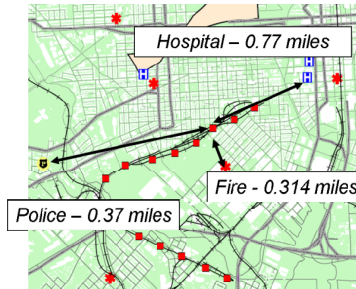 Hospital – 0.77 miles
H
H
H
P
Fire - 0.314 miles
Police – 0.37 miles